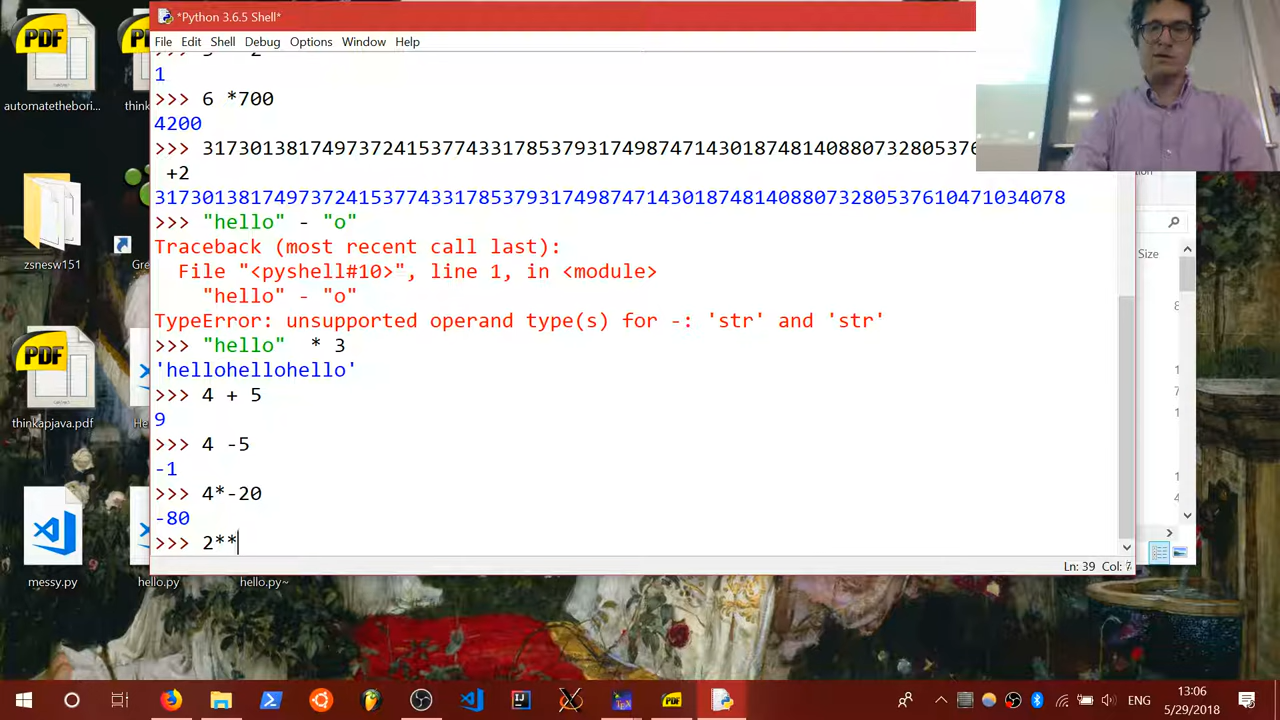 *Python 3.6.5 Shell*
File Edit Shell Debug Options Window Help
1
>>> 6 *700
4200
>>> 
+2
>>> "hello" - "o"
Traceback (most recent call last):
File "<pyshell#10>", line 1, in <module>
"hello" - "o"
TypeError: unsupported operand type(s) for -: 'str' and 'str'
>>> "hello"  * 3
'hellohellohello'
>>> 4 + 5
9
>>> 4 -5
-1
>>> 4*-20
-80
>>> 2**
Ln: 39 Col: 7
Size
PDF
automatethebori...
PDF
zsnesw151
PDF
thinkapjava.pdf
messy.py
hello.py
hello.py~
ENG
13:06
5/29/2018